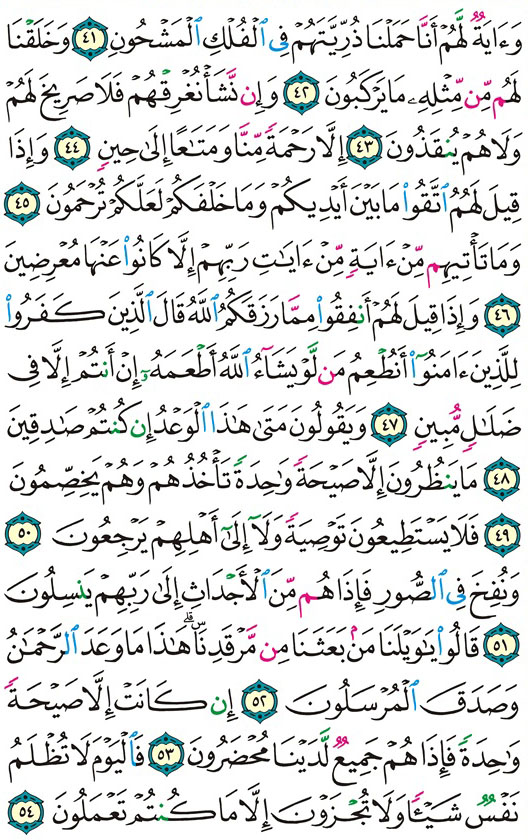 وَءَايَةٌ لَّهُمْ أَنَّا حَمَلْنَا ذُرِّيَّتَهُمْ فِي ٱلْفُلْكِ ٱلْمَشْحُونِ ٤١ وَخَلَقْنَا
لَهُم مِّن مِّثْلِهِۦ مَا يَرْكَبُونَ ٤٢ وَإِن نَّشَأْ نُغْرِقْهُمْ فَلَا صَرِيخَ لَهُمْ
وَلَا هُمْ يُنقَذُونَ ٤٣ إِلَّا رَحْمَةً مِّنَّا وَمَتَٰعًا إِلَىٰ حِينٍ ٤٤ وَإِذَا
قِيلَ لَهُمُ ٱتَّقُوا۟ مَا بَيْنَ أَيْدِيكُمْ وَمَا خَلْفَكُمْ لَعَلَّكُمْ تُرْحَمُونَ ٤٥
وَمَا تَأْتِيهِم مِّنْ ءَايَةٍ مِّنْ ءَايَٰتِ رَبِّهِمْ إِلَّا كَانُوا۟ عَنْهَا مُعْرِضِينَ
٤٦ وَإِذَا قِيلَ لَهُمْ أَنفِقُوا۟ مِمَّا رَزَقَكُمُ ٱللَّهُ قَالَ ٱلَّذِينَ كَفَرُوا۟
لِلَّذِينَ ءَامَنُوٓا۟ أَنُطْعِمُ مَن لَّوْ يَشَآءُ ٱللَّهُ أَطْعَمَهُۥٓ إِنْ أَنتُمْ إِلَّا فِي
ضَلَٰلٍ مُّبِينٍ ٤٧ وَيَقُولُونَ مَتَىٰ هَٰذَا ٱلْوَعْدُ إِن كُنتُمْ صَٰدِقِينَ
٤٨ مَا يَنظُرُونَ إِلَّا صَيْحَةً وَٰحِدَةً تَأْخُذُهُمْ وَهُمْ يَخِصِّمُونَ
٤٩ فَلَا يَسْتَطِيعُونَ تَوْصِيَةً وَلَآ إِلَىٰٓ أَهْلِهِمْ يَرْجِعُونَ ٥٠
وَنُفِخَ فِي ٱلصُّورِ فَإِذَا هُم مِّنَ ٱلْأَجْدَاثِ إِلَىٰ رَبِّهِمْ يَنسِلُونَ
٥١ قَالُوا۟ يَٰوَيْلَنَا مَنۢ بَعَثَنَا مِن مَّرْقَدِنَا ۜ ۗ هَٰذَا مَا وَعَدَ ٱلرَّحْمَٰنُ
وَصَدَقَ ٱلْمُرْسَلُونَ ٥٢ إِن كَانَتْ إِلَّا صَيْحَةً
وَٰحِدَةً فَإِذَا هُمْ جَمِيعٌ لَّدَيْنَا مُحْضَرُونَ ٥٣ فَٱلْيَوْمَ لَا تُظْلَمُ
نَفْسٌ شَيْـًٔا وَلَا تُجْزَوْنَ إِلَّا مَا كُنتُمْ تَعْمَلُونَ ٥٤